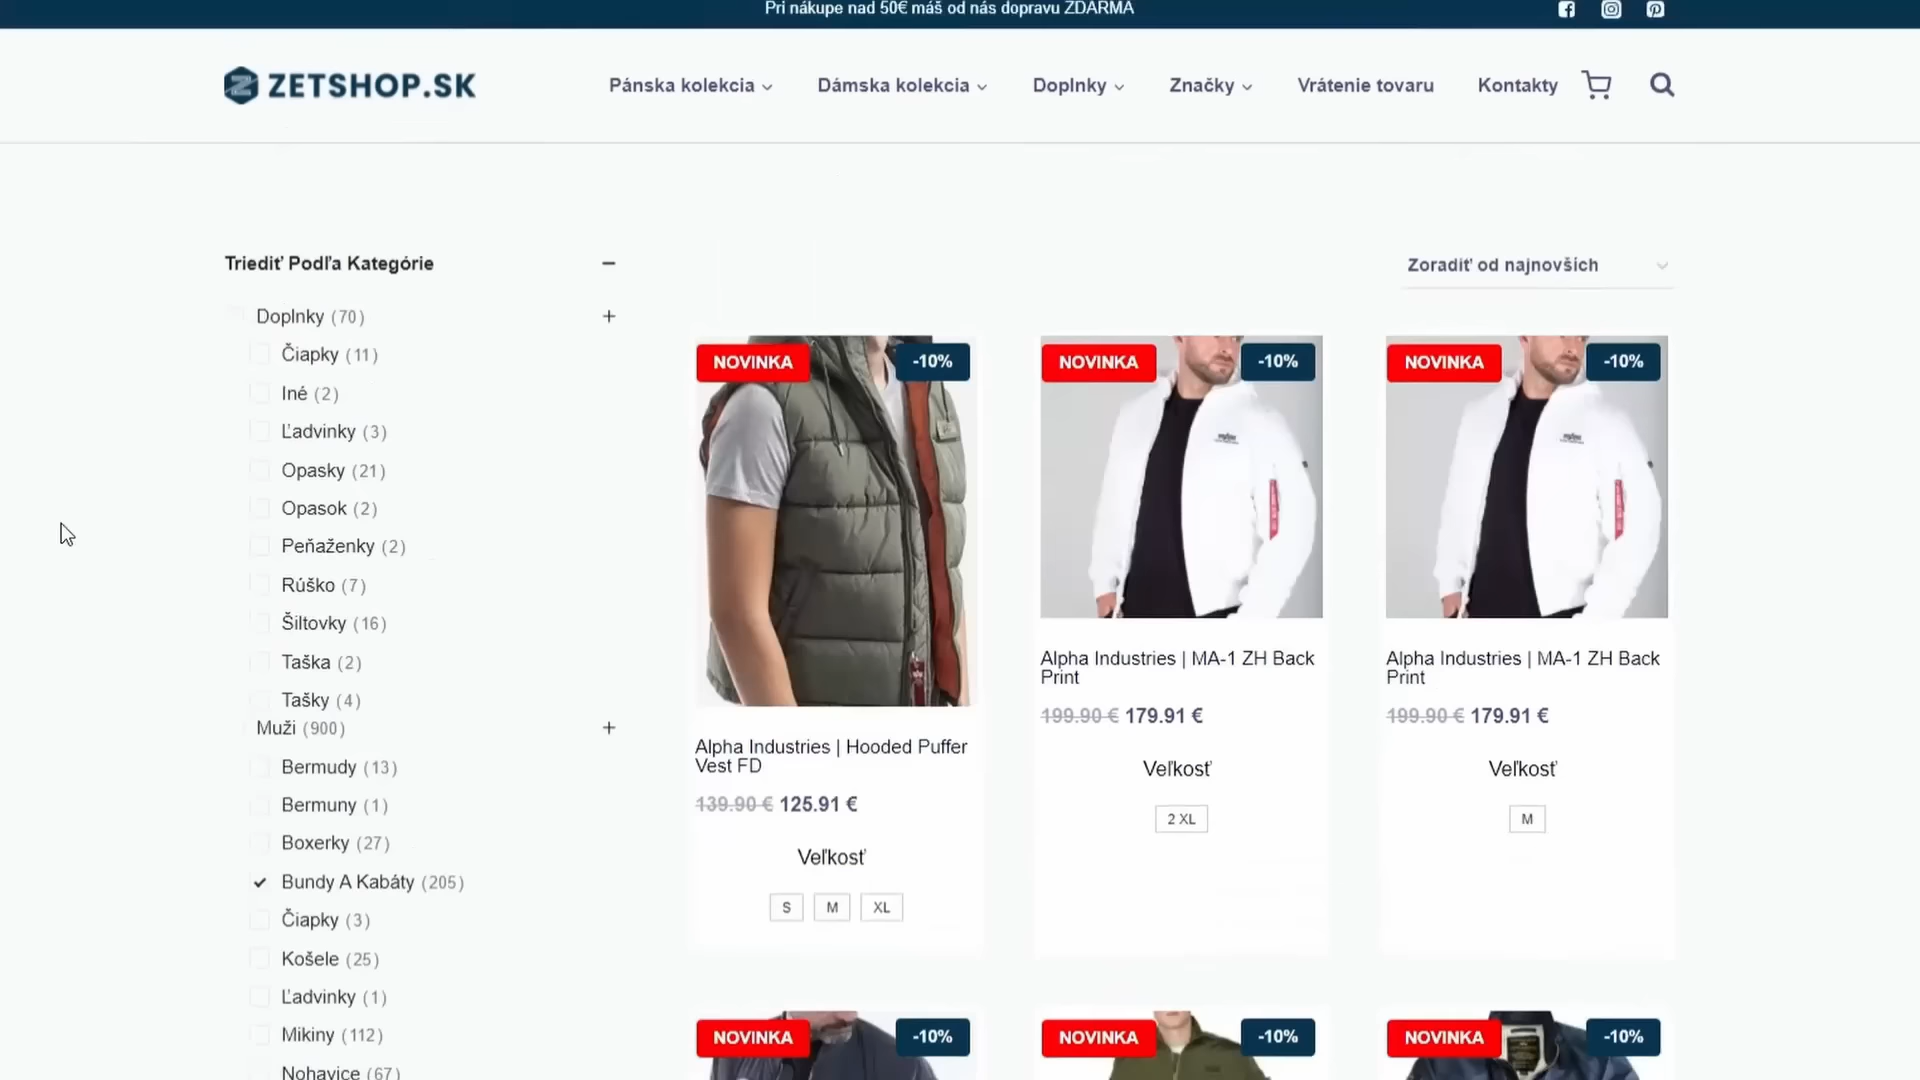 Pri nákupe nad 50€ máš od nás dopravu ZDARMA
ZETSHOP.SK
Pánska kolekcia
Dámska kolekcia
Doplnky
Značky
Vrátenie tovaru
Kontakty
Triediť Podľa Kategórie
Doplnky (70)
Čiapky (11)
Iné (2)
Ľadvinky (3)
Opasky (21)
Opasok (2)
Peňaženky (2)
Rúško (7)
Šiltovky (16)
Taška (2)
Tašky (4)
Muži (900)
Bermudy (13)
Bermuny (1)
Boxerky (27)
Bundy A Kabáty (205)
Čiapky (3)
Košele (25)
Ľadvinky (1)
Mikiny (112)
Nohavice (67)
Zoradiť od najnovších
NOVINKA
-10%
Alpha Industries | Hooded Puffer
Vest FD
139.90 € 125.91 €
Veľkosť
S M XL
NOVINKA
-10%
Alpha Industries | MA-1 ZH Back
Print
199.90 € 179.91 €
Veľkosť
2 XL
NOVINKA
-10%
Alpha Industries | MA-1 ZH Back
Print
199.90 € 179.91 €
Veľkosť
M
NOVINKA
-10%
NOVINKA
-10%
NOVINKA
-10%